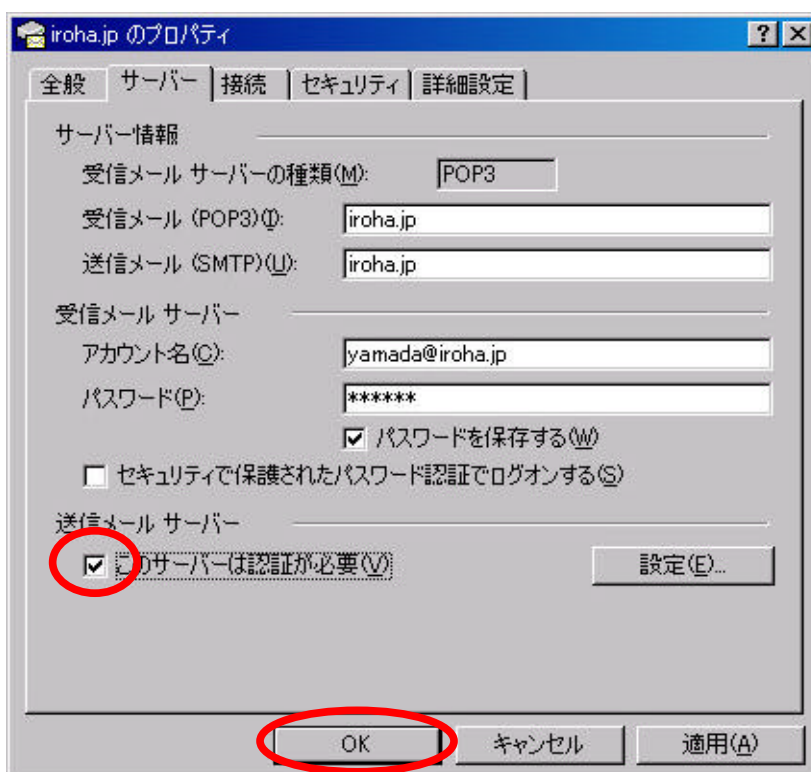 iroha.jp のプロパティ ? ×
全般 サーバー 接続 セキュリティ 詳細設定
サーバー情報
受信メール サーバーの種類(M): POP3
受信メール (POP3)(I): iroha.jp
送信メール (SMTP)(U): iroha.jp
受信メール サーバー
アカウント名(C): yamada@iroha.jp
パスワード(P): ******
パスワードを保存する(W)
セキュリティで保護されたパスワード認証でログオンする(S)
送信メール サーバー
このサーバーは認証が必要(V) 設定(E)...
OK キャンセル 適用(A)